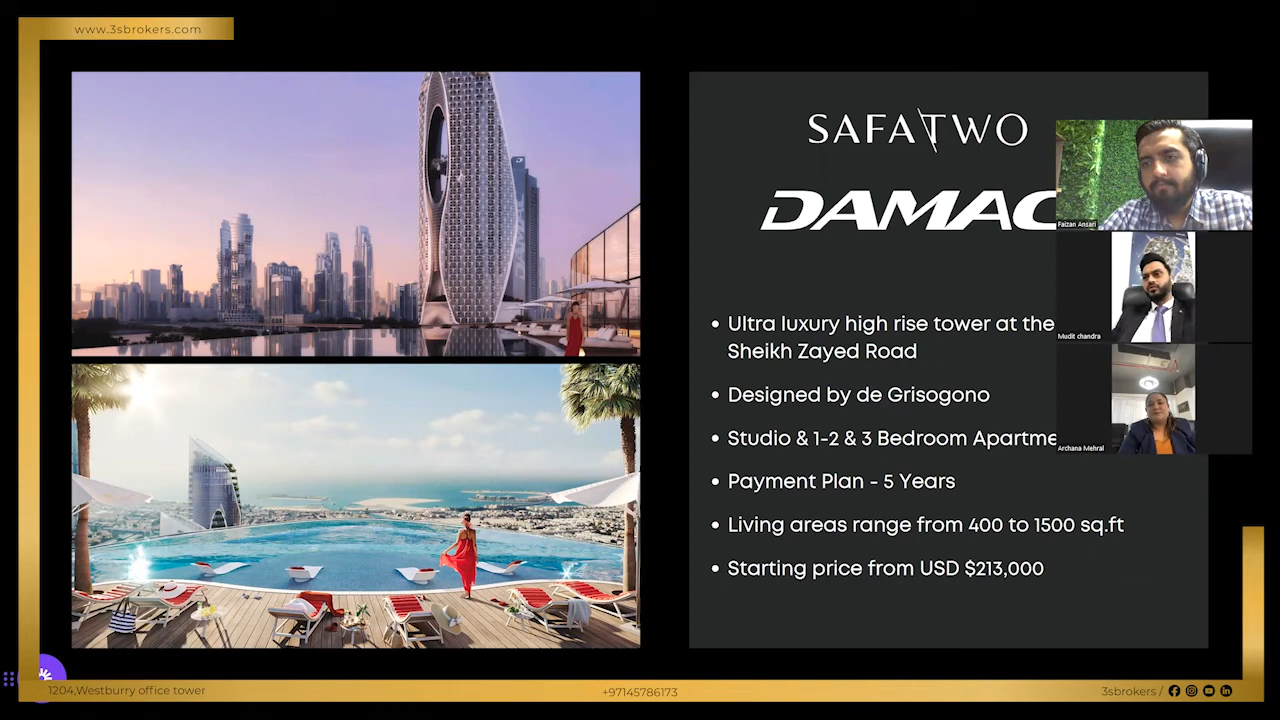 www.3sbrokers.com
SAFA TWO
DAMAC
Faizan Ansari
• Ultra luxury high rise tower at the
Sheikh Zayed Road
Mudit chandra
• Designed by de Grisogono
• Studio & 1-2 & 3 Bedroom Apartme
Archana Mehral
• Payment Plan - 5 Years
• Living areas range from 400 to 1500 sq.ft
• Starting price from USD $213,000
1204,Westburry office tower
+97145786173
3sbrokers /